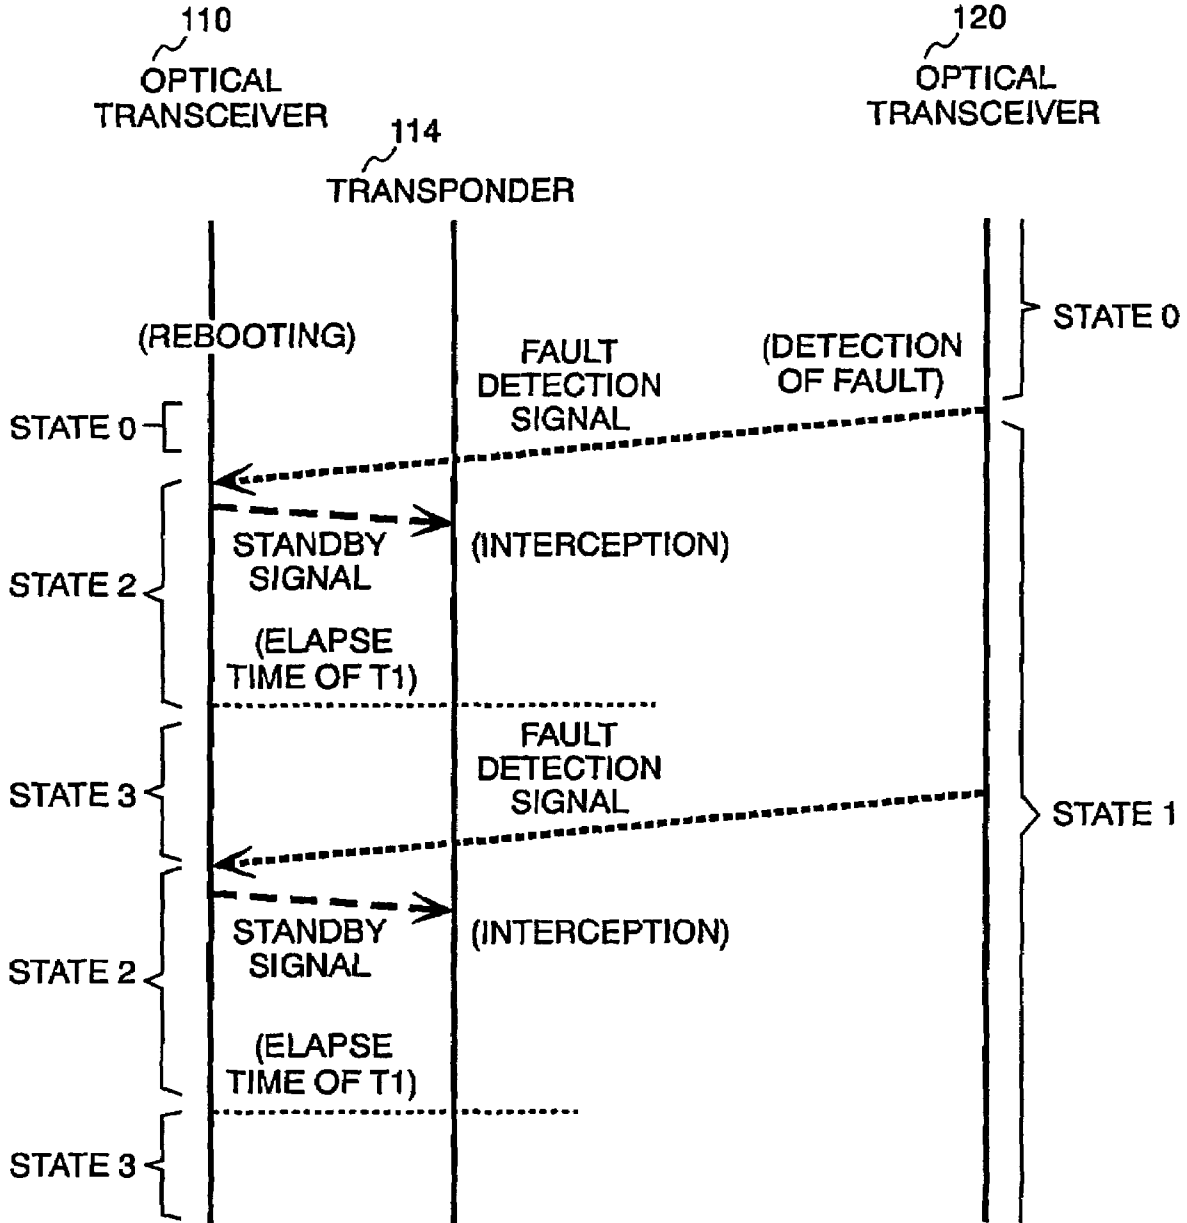 110
OPTICAL
TRANSCEIVER
120
OPTICAL
TRANSCEIVER
114
TRANSPONDER
STATE 0
(REBOOTING)
FAULT
DETECTION
SIGNAL
(DETECTION
OF FAULT)
STATE 0
STANDBY
SIGNAL
(INTERCEPTION)
STATE 2
(ELAPSE
TIME OF T1)
FAULT
DETECTION
SIGNAL
STATE 3
STATE 1
STANDBY
SIGNAL
(INTERCEPTION)
STATE 2
(ELAPSE
TIME OF T1)
STATE 3